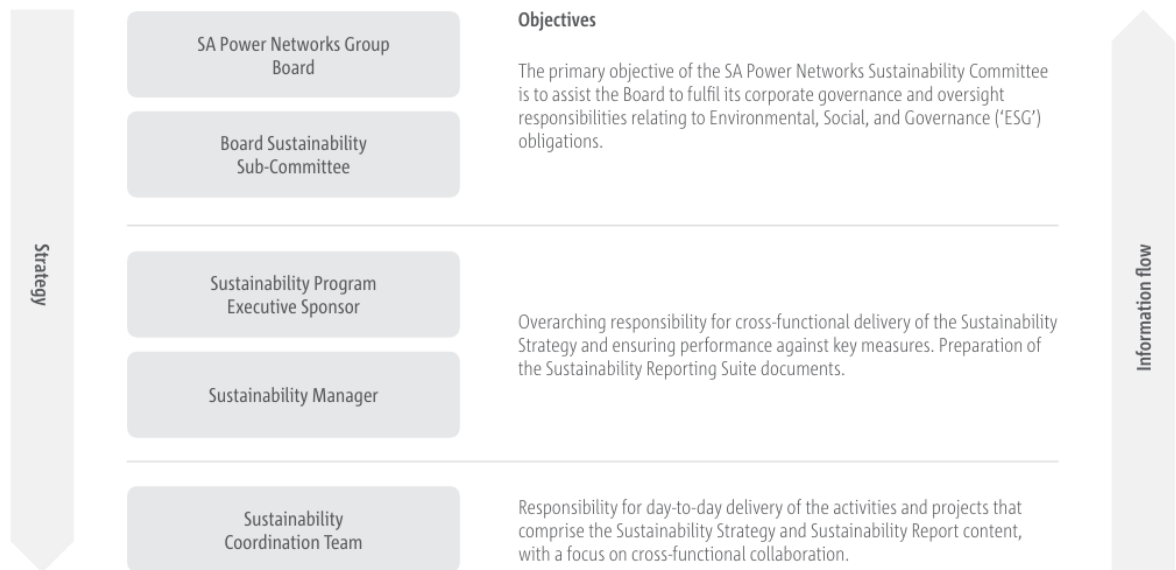 Strategy
SA Power Networks Group
Board
Board Sustainability
Sub-Committee
Objectives
The primary objective of the SA Power Networks Sustainability Committee
is to assist the Board to fulfil its corporate governance and oversight
responsibilities relating to Environmental, Social, and Governance (‘ESG’)
obligations.
Sustainability Program
Executive Sponsor
Sustainability Manager
Overarching responsibility for cross-functional delivery of the Sustainability
Strategy and ensuring performance against key measures. Preparation of
the Sustainability Reporting Suite documents.
Sustainability
Coordination Team
Responsibility for day-to-day delivery of the activities and projects that
comprise the Sustainability Strategy and Sustainability Report content,
with a focus on cross-functional collaboration.
Information flow